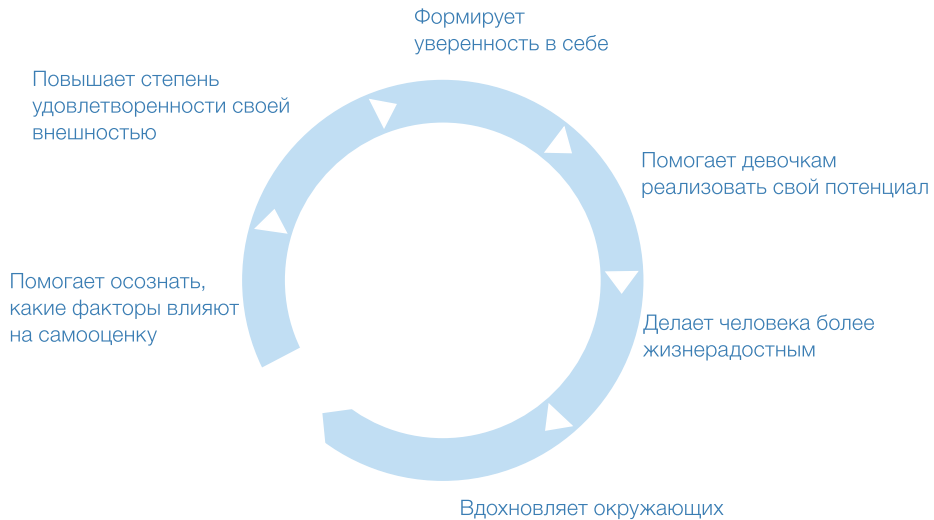 Формирует
уверенность в себе
Повышает степень
удовлетворенности своей
внешностью
Помогает девочкам
реализовать свой потенциал
Помогает осознать,
какие факторы влияют
на самооценку
Делает человека более
жизнерадостным
Вдохновляет окружающих